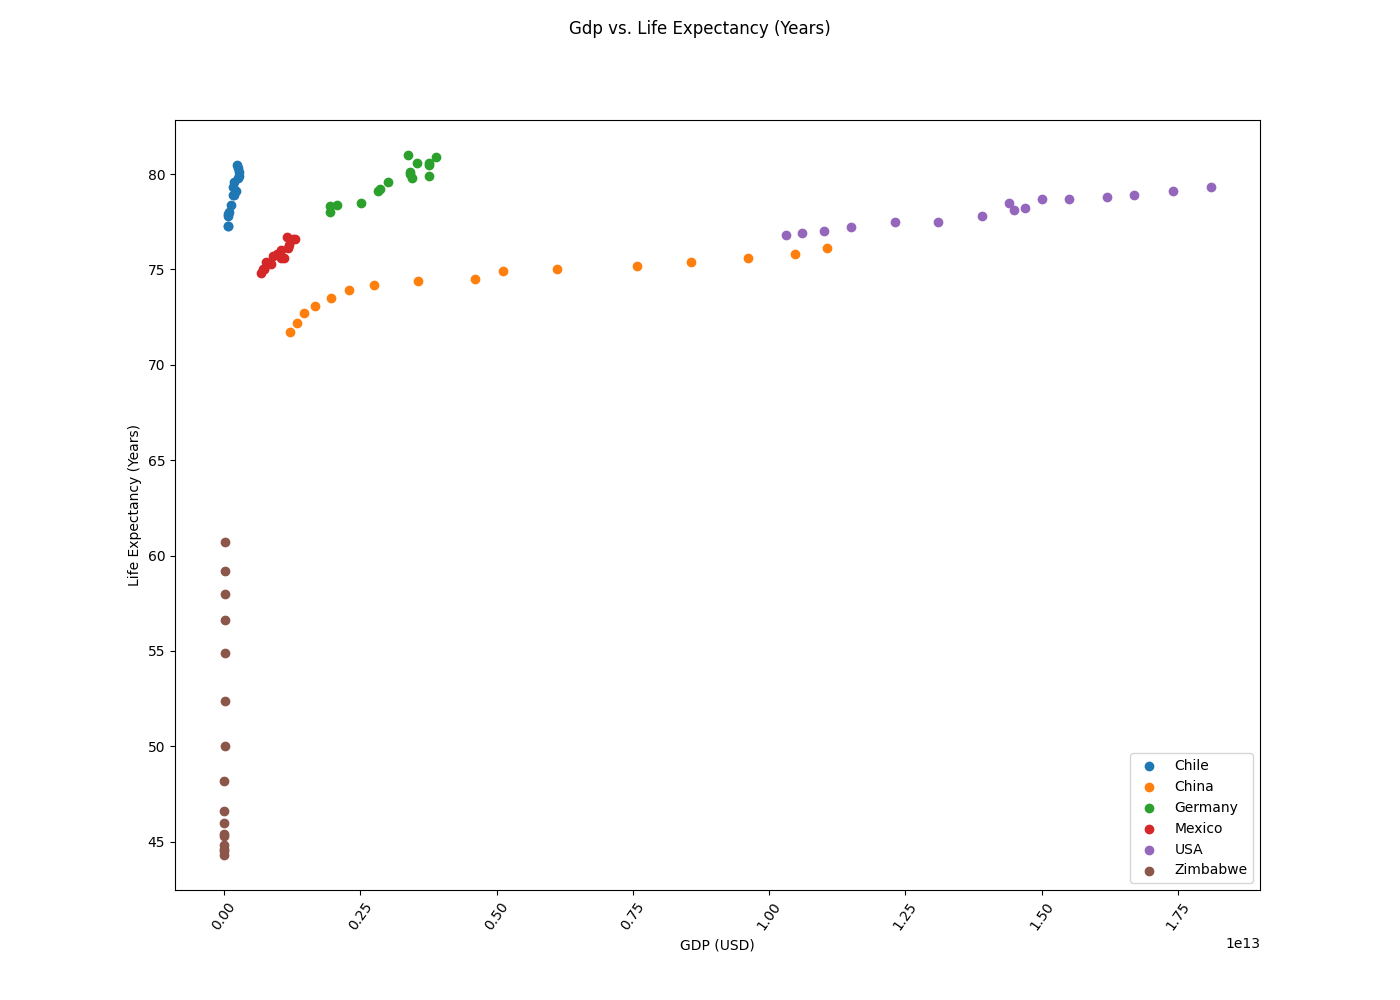 Gdp vs. Life Expectancy (Years)
80
75
70
65
60
55
50
45
Life Expectancy (Years)
0.00
0.25
0.50
0.75
1.00
1.25
1.50
1.75
1e13
GDP (USD)
Chile
China
Germany
Mexico
USA
Zimbabwe